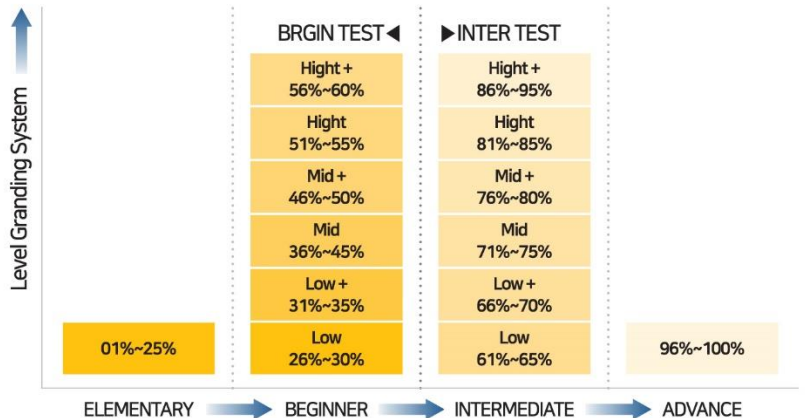 Level Granding System
BRGIN TEST◀
▶INTER TEST
Hight +
56%~60%
Hight
51%~55%
Mid +
46%~50%
Mid
36%~45%
Low +
31%~35%
Low
26%~30%
Hight +
86%~95%
Hight
81%~85%
Mid +
76%~80%
Mid
71%~75%
Low +
66%~70%
Low
61%~65%
01%~25%
96%~100%
ELEMENTARY
BEGINNER
INTERMEDIATE
ADVANCE